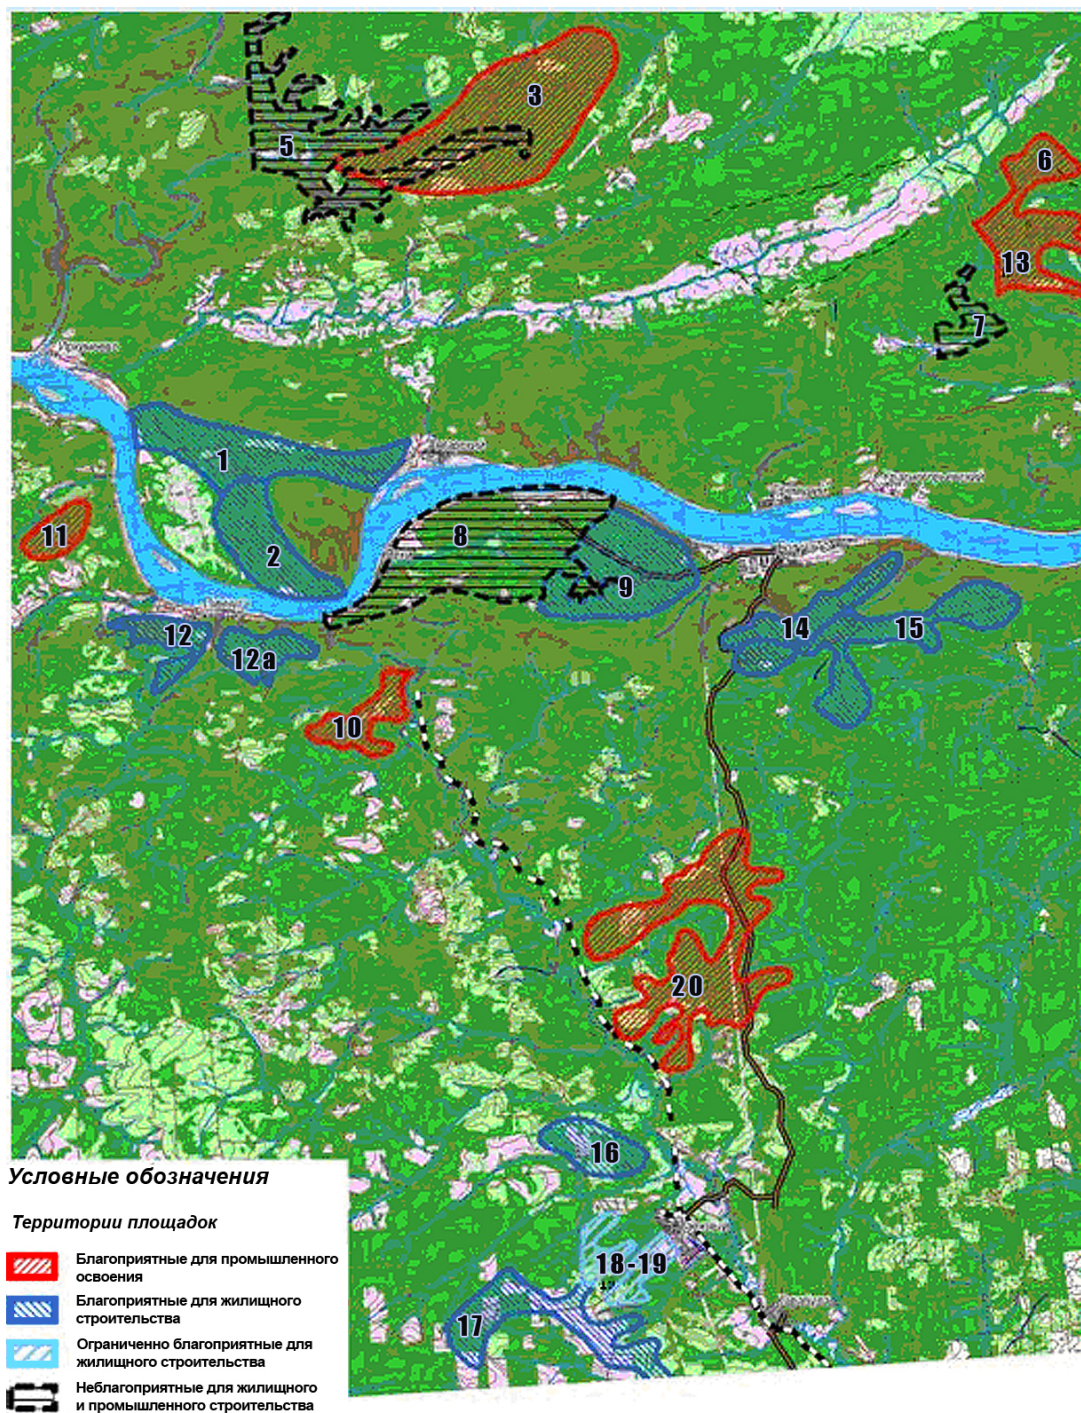 3
5
6
13
7
1
11
8
2
9
12
12а
14
15
10
20
16
18-19
17
Условные обозначения
Территории площадок
Благоприятные для промышленного
освоения
Благоприятные для жилищного
строительства
Ограниченно благоприятные для
жилищного строительства
Неблагоприятные для жилищного
и промышленного строительства